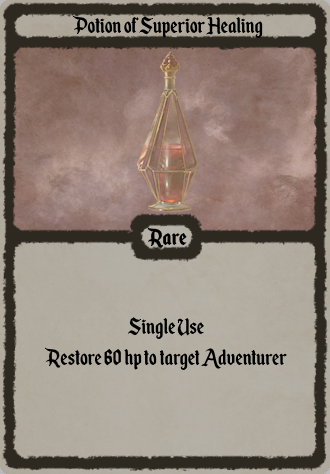 Potion of Superior Healing
Rare
Single Use
Restore 60 hp to target Adventurer